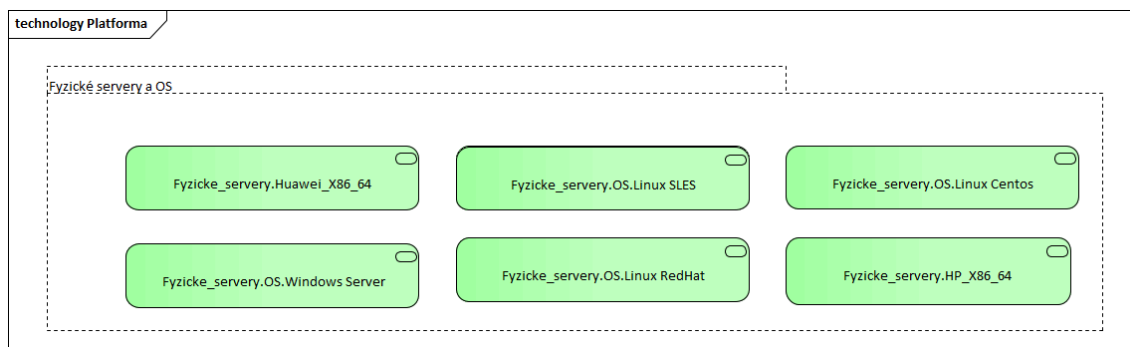 technology Platforma
Fyzické servery a OS
Fyzicke_servery.Huawei_X86_64
Fyzicke_servery.OS.Linux SLES
Fyzicke_servery.OS.Linux Centos
Fyzicke_servery.OS.Windows Server
Fyzicke_servery.OS.Linux RedHat
Fyzicke_servery.HP_X86_64